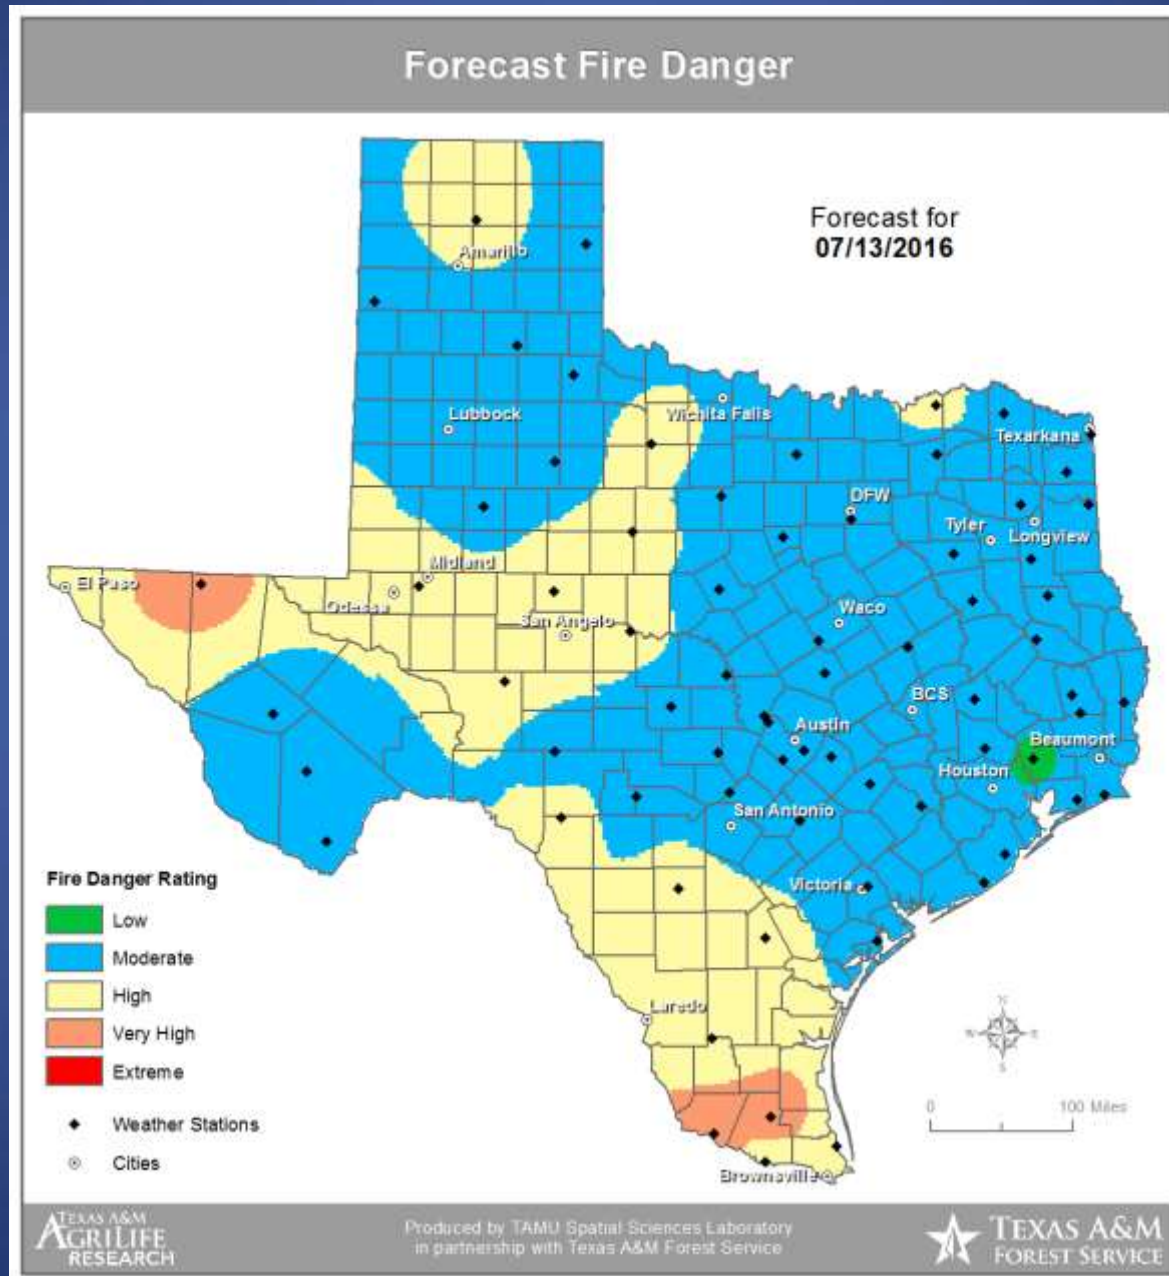 Forecast Fire Danger
Forecast for
07/13/2016
Amarillo
Lubbock
Wichita Falls
Texarkana
DFW
Tyler
Longview
El Paso
Midland
Odessa
San Angelo
Waco
BCS
Austin
Beaumont
Houston
San Antonio
Victoria
Laredo
Brownsville
Fire Danger Rating
Low
Moderate
High
Very High
Extreme
Weather Stations
Cities
N
W
E
S
0
100 Miles
TEXAS A&M
AGRILIFE
RESEARCH
Produced by TAMU Spatial Sciences Laboratory
in partnership with Texas A&M Forest Service
TEXAS A&M
FOREST SERVICE